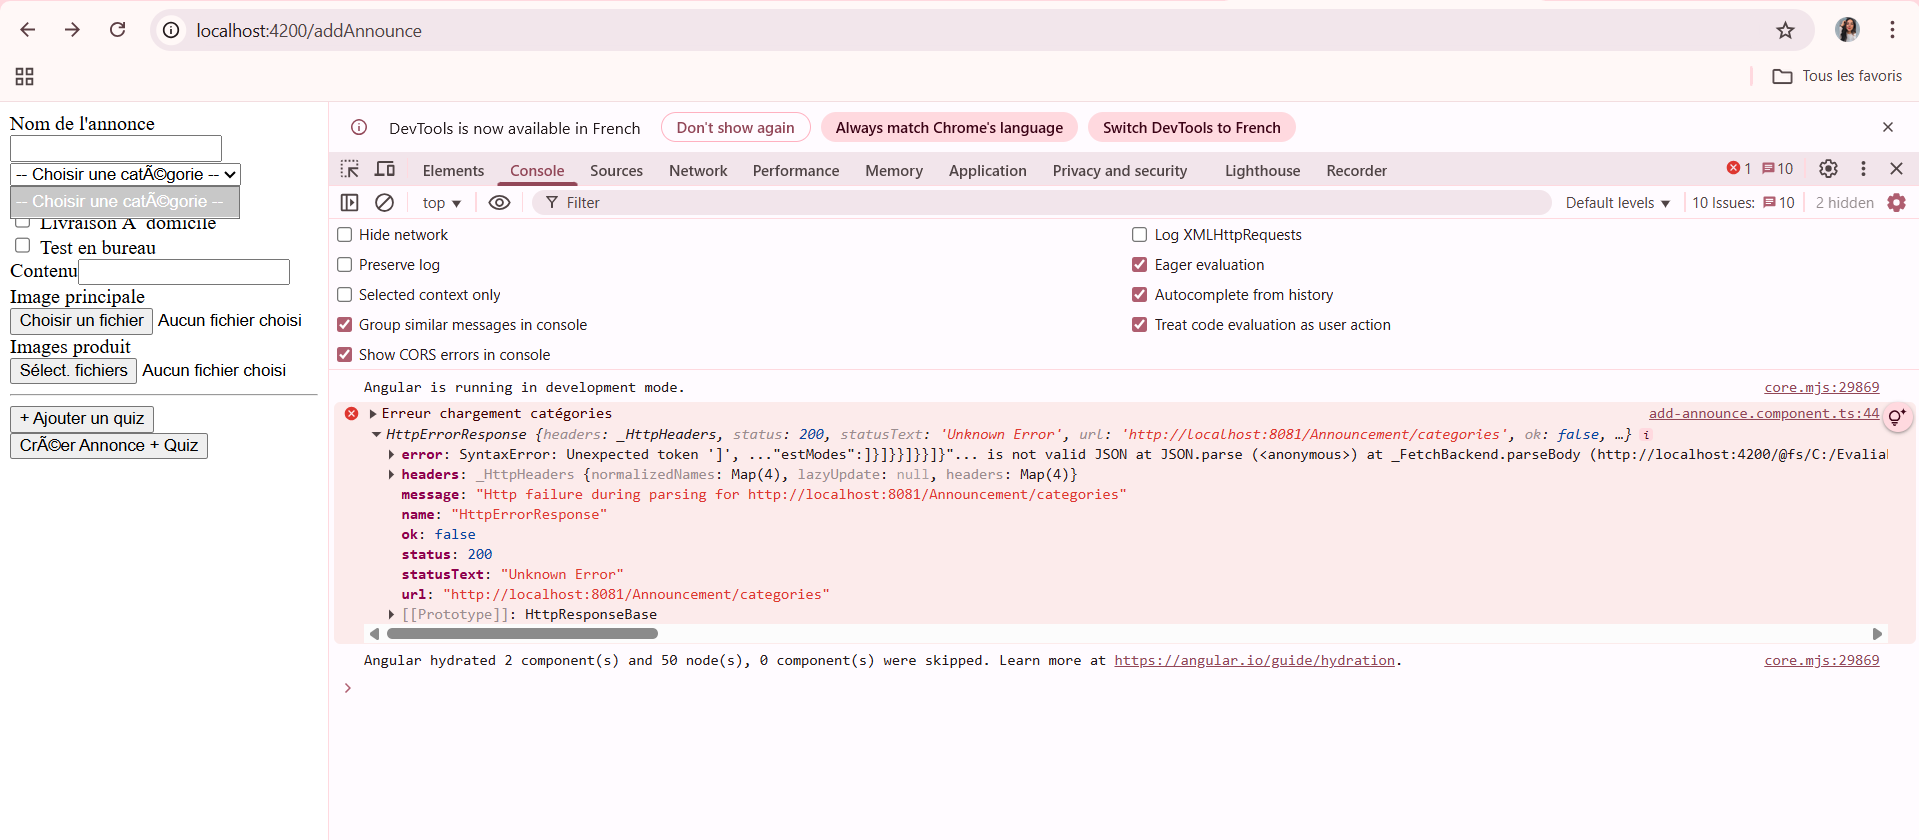 localhost:4200/addAnnounce
Tous les favoris
Nom de l'annonce
-- Choisir une catÃ©gorie --
-- Choisir une catÃ©gorie --
Livraison Ã domicile
Test en bureau
Contenu
Image principale
Choisir un fichier Aucun fichier choisi
Images produit
Sélect. fichiers Aucun fichier choisi
+ Ajouter un quiz
CrÃ©er Annonce + Quiz
DevTools is now available in French Don't show again Always match Chrome's language Switch DevTools to French
Elements Console Sources Network Performance Memory Application Privacy and security Lighthouse Recorder 1 10
top Filter Default levels 10 Issues: 10 2 hidden
Hide network Log XMLHttpRequests
Preserve log Eager evaluation
Selected context only Autocomplete from history
Group similar messages in console Treat code evaluation as user action
Show CORS errors in console
Angular is running in development mode. core.mjs:29869
Erreur chargement catégories add-announce.component.ts:44
HttpErrorResponse {headers: _HttpHeaders, status: 200, statusText: 'Unknown Error', url: 'http://localhost:8081/Announcement/categories', ok: false, …} i
error: SyntaxError: Unexpected token ']', ..."estModes":]}]}}]}}]}"... is not valid JSON at JSON.parse (<anonymous>) at _FetchBackend.parseBody (http://localhost:4200/@fs/C:/Evalia
headers: _HttpHeaders {normalizedNames: Map(4), lazyUpdate: null, headers: Map(4)}
message: "Http failure during parsing for http://localhost:8081/Announcement/categories"
name: "HttpErrorResponse"
ok: false
status: 200
statusText: "Unknown Error"
url: "http://localhost:8081/Announcement/categories"
[[Prototype]]: HttpResponseBase
Angular hydrated 2 component(s) and 50 node(s), 0 component(s) were skipped. Learn more at https://angular.io/guide/hydration. core.mjs:29869